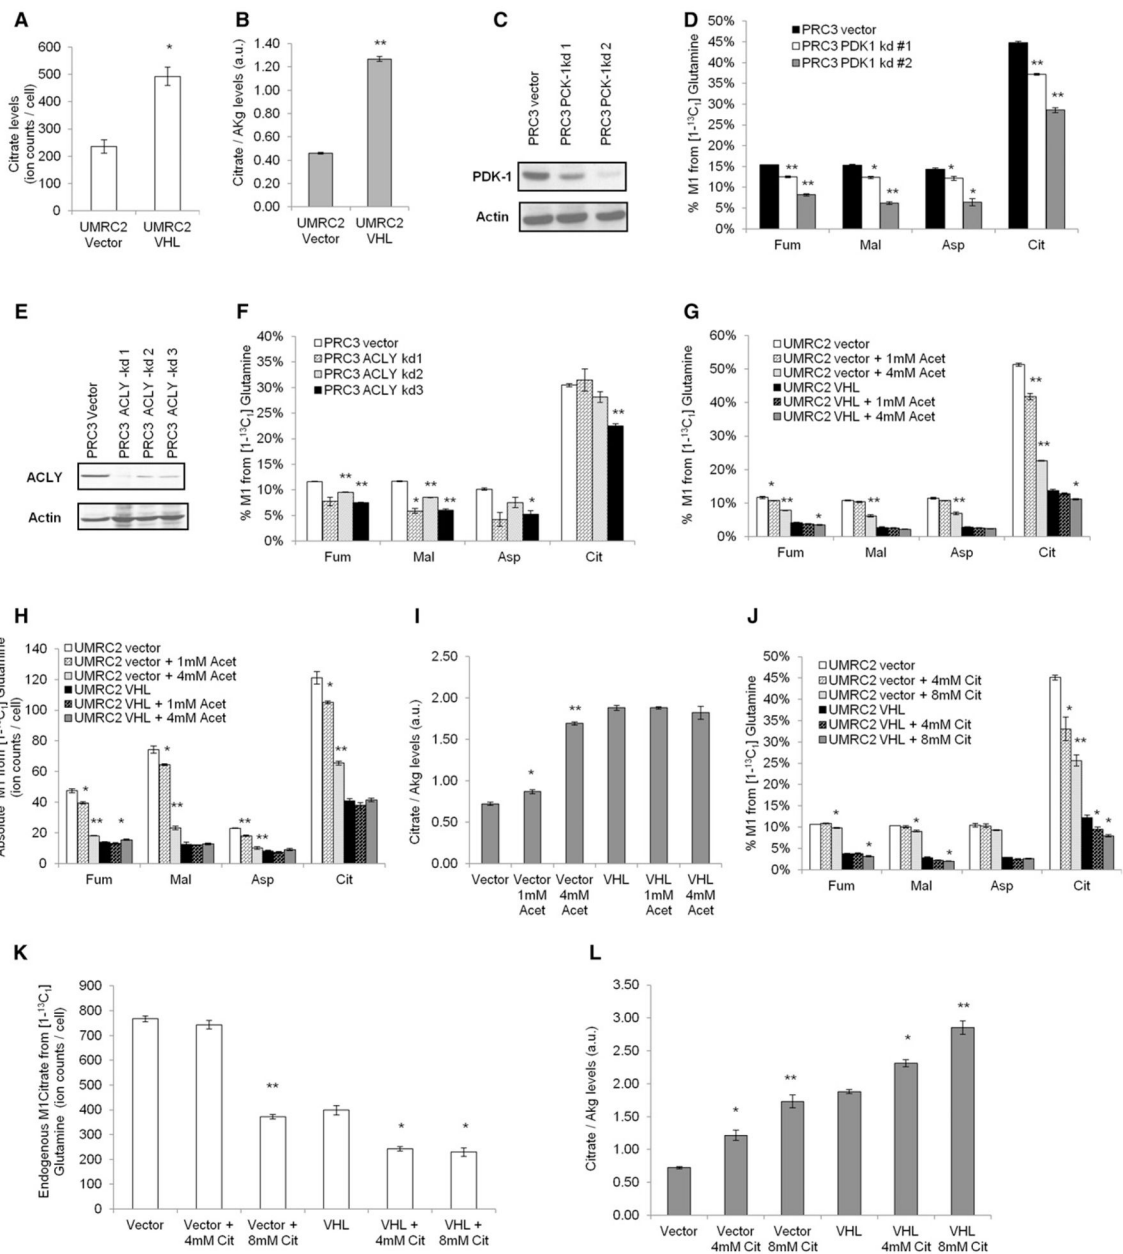 A
Citrate levels
(ion counts / cell)
600
500
400
300
200
100
0
*
UMRC2
Vector
UMRC2
VHL
B
Citrate / AKg levels (a.u.)
1.40
1.20
1.00
0.80
0.60
0.40
0.20
0.00
**
UMRC2
Vector
UMRC2
VHL
C
PRC3 vector
PRC3 PCK-1kd 1
PRC3 PCK-1kd 2
PDK-1
Actin
D
% M1 from [1-¹³C₁] Glutamine
50%
45%
40%
35%
30%
25%
20%
15%
10%
5%
0%
PRC3 vector
PRC3 PDK1 kd #1
PRC3 PDK1 kd #2
** ** * ** * * ** **
Fum Mal Asp Cit
E
PRC3 Vector
PRC3 ACLY -kd 1
PRC3 ACLY -kd 2
PRC3 ACLY -kd 3
ACLY
Actin
F
% M1 from [1-¹³C₁] Glutamine
40%
35%
30%
25%
20%
15%
10%
5%
0%
PRC3 vector
PRC3 ACLY kd1
PRC3 ACLY kd2
PRC3 ACLY kd3
** ** * ** ** * **
Fum Mal Asp Cit
G
% M1 from [1-¹³C₁] Glutamine
60%
50%
40%
30%
20%
10%
0%
UMRC2 vector
UMRC2 vector + 1mM Acet
UMRC2 vector + 4mM Acet
UMRC2 VHL
UMRC2 VHL + 1mM Acet
UMRC2 VHL + 4mM Acet
* ** * ** ** ** ** *
Fum Mal Asp Cit
H
Absolute M1 from [1-¹³C₁] Glutamine
(ion counts / cell)
140
120
100
80
60
40
20
0
UMRC2 vector
UMRC2 vector + 1mM Acet
UMRC2 vector + 4mM Acet
UMRC2 VHL
UMRC2 VHL + 1mM Acet
UMRC2 VHL + 4mM Acet
* ** * * ** ** ** * **
Fum Mal Asp Cit
I
Citrate / Akg levels (a.u.)
2.50
2.00
1.50
1.00
0.50
0.00
* **
Vector
Vector
1mM
Acet
Vector
4mM
Acet
VHL
VHL
1mM
Acet
VHL
4mM
Acet
J
% M1 from [1-¹³C₁] Glutamine
50%
45%
40%
35%
30%
25%
20%
15%
10%
5%
0%
UMRC2 vector
UMRC2 vector + 4mM Cit
UMRC2 vector + 8mM Cit
UMRC2 VHL
UMRC2 VHL + 4mM Cit
UMRC2 VHL + 8mM Cit
* * * * * ** * *
Fum Mal Asp Cit
K
Endogenous M1Citrate from [1-¹³C₁]
Glutamine (ion counts / cell)
900
800
700
600
500
400
300
200
100
0
** * *
Vector
Vector +
4mM Cit
Vector +
8mM Cit
VHL
VHL +
4mM Cit
VHL +
8mM Cit
L
Citrate / Akg levels (a.u.)
3.50
3.00
2.50
2.00
1.50
1.00
0.50
0.00
* ** * **
Vector
Vector
4mM Cit
Vector
8mM Cit
VHL
VHL
4mM Cit
VHL
8mM Cit